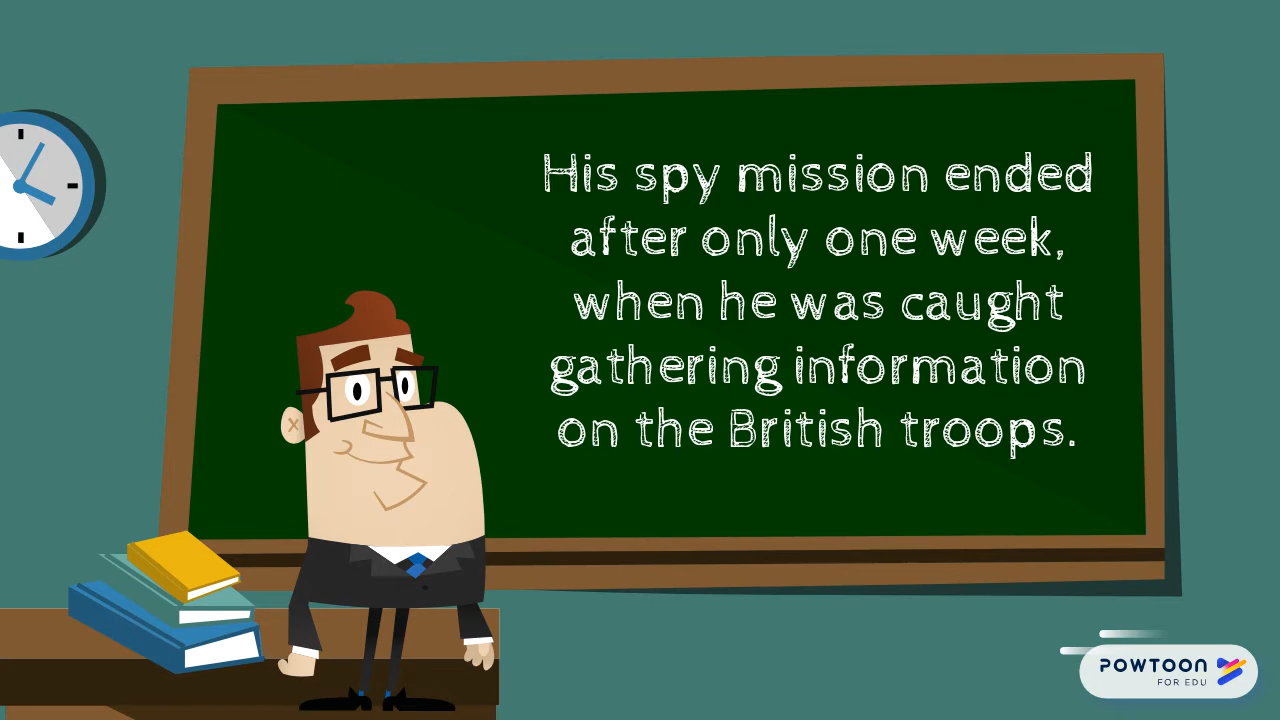 His spy mission ended
after only one week,
when he was caught
gathering information
on the British troops.
POWTOON
FOR EDU